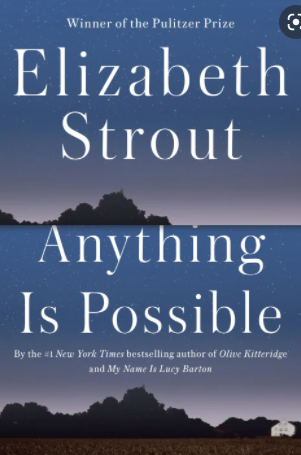 Winner of the Pulitzer Prize
Elizabeth
Strout
Anything
Is Possible
By the #1 New York Times bestselling author of Olive Kitteridge
and My Name Is Lucy Barton